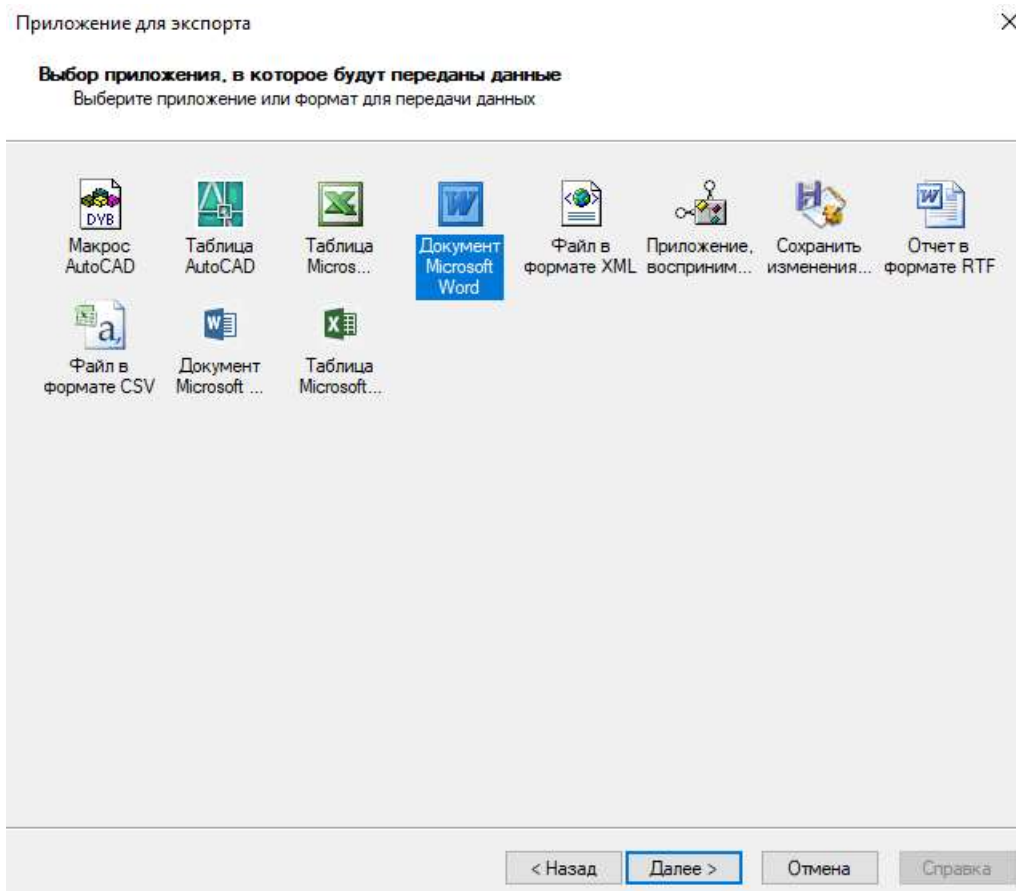 Приложение для экспорта
Выбор приложения, в которое будут переданы данные
Выберите приложение или формат для передачи данных
DYB
Макрос
AutoCAD
Таблица
AutoCAD
Таблица
Micros...
Документ
Microsoft
Word
Файл в
формате XML
Приложение,
восприним...
Сохранить
изменения...
Отчет в
формате RTF
a,
Файл в
формате CSV
Документ
Microsoft ...
Таблица
Microsoft...
< Назад
Далее >
Отмена
Справка